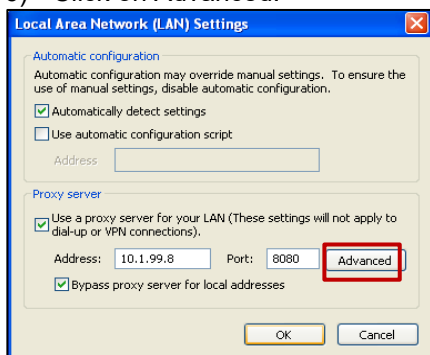 Click on Advanced.
Local Area Network (LAN) Settings
Automatic configuration
Automatic configuration may override manual settings. To ensure the
use of manual settings, disable automatic configuration.
Automatically detect settings
Use automatic configuration script
Address
Proxy server
Use a proxy server for your LAN (These settings will not apply to
dial-up or VPN connections).
Address: 10.1.99.8 Port: 8080 Advanced
Bypass proxy server for local addresses
OK Cancel